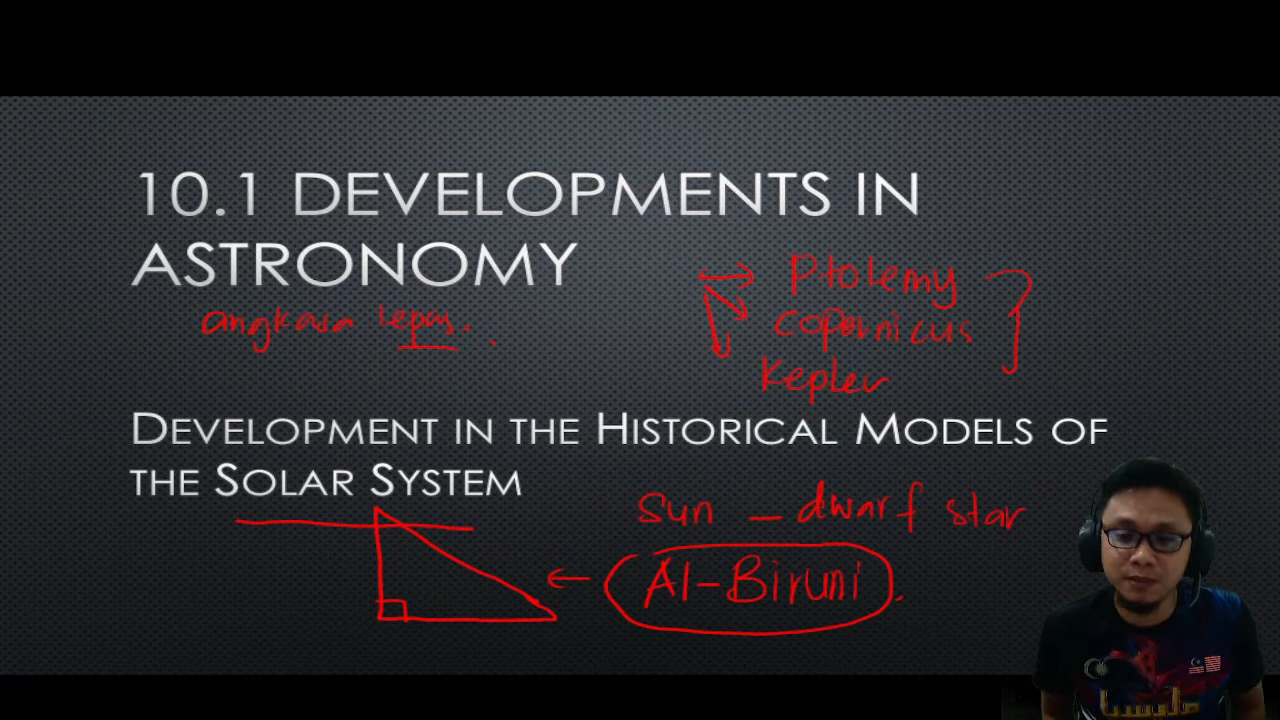 10.1 DEVELOPMENTS IN
ASTRONOMY
angkasa lepas.
Ptolemy
Copernicus
Kepler
DEVELOPMENT IN THE HISTORICAL MODELS OF
THE SOLAR SYSTEM
Sun – dwarf star
Al-Biruni.